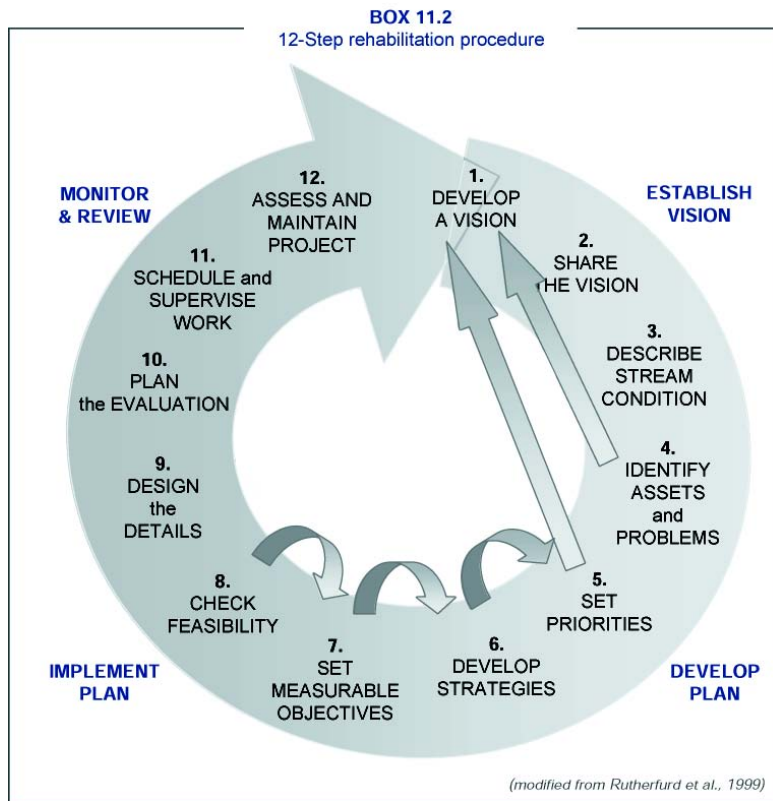 BOX 11.2
12-Step rehabilitation procedure
MONITOR
& REVIEW
ESTABLISH
VISION
1.
DEVELOP
A VISION
2.
SHARE
THE VISION
3.
DESCRIBE
STREAM
CONDITION
4.
IDENTIFY
ASSETS
and
PROBLEMS
5.
SET
PRIORITIES
6.
DEVELOP
STRATEGIES
7.
SET
MEASURABLE
OBJECTIVES
8.
CHECK
FEASIBILITY
9.
DESIGN
the
DETAILS
10.
PLAN
the EVALUATION
11.
SCHEDULE and
SUPERVISE
WORK
12.
ASSESS AND
MAINTAIN
PROJECT
IMPLEMENT
PLAN
DEVELOP
PLAN
(modified from Rutherfurd et al., 1999)